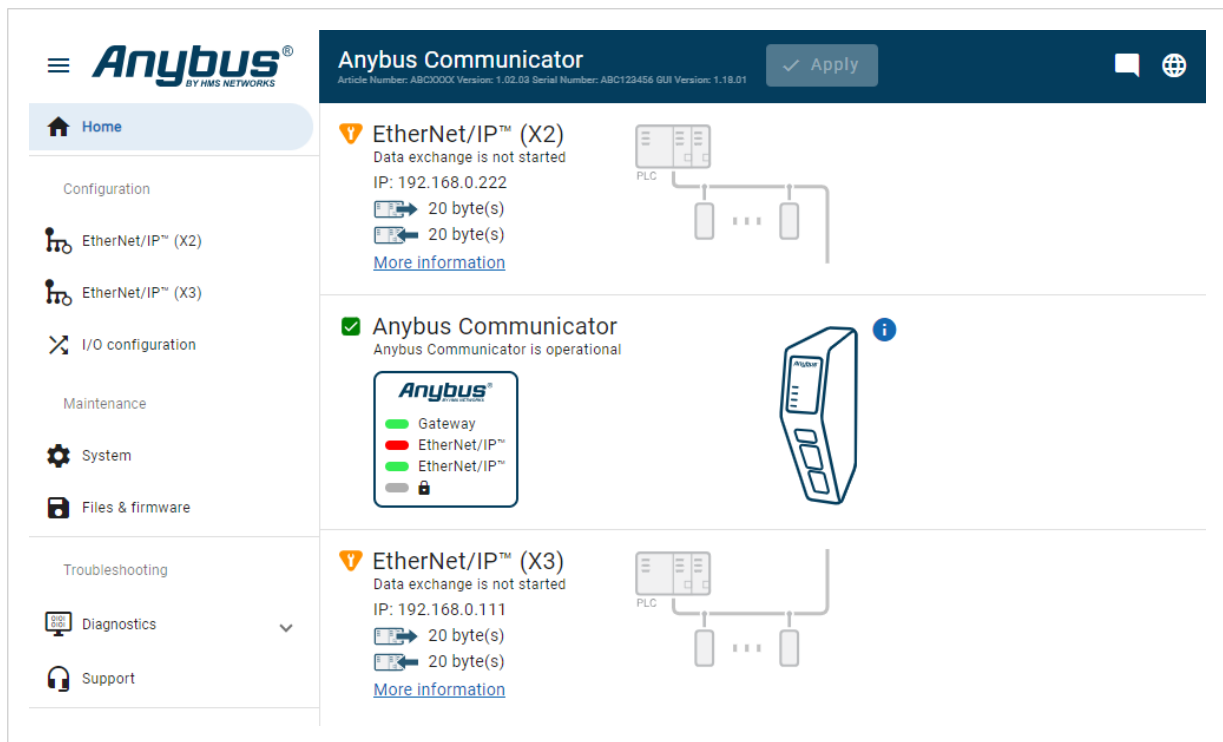 Anybus®
BY HMS NETWORKS
Home
Configuration
EtherNet/IP™ (X2)
EtherNet/IP™ (X3)
I/O configuration
Maintenance
System
Files & firmware
Troubleshooting
Diagnostics
Support
Anybus Communicator
Article Number: ABCXXXX Version: 1.02.03 Serial Number: ABC123456 GUI Version: 1.18.01
Apply
EtherNet/IP™ (X2)
Data exchange is not started
IP: 192.168.0.222
20 byte(s)
20 byte(s)
More information
PLC
Anybus Communicator
Anybus Communicator is operational
Anybus®
BY HMS NETWORKS
Gateway
EtherNet/IP™
EtherNet/IP™
Anybus
EtherNet/IP™ (X3)
Data exchange is not started
IP: 192.168.0.111
20 byte(s)
20 byte(s)
More information
PLC